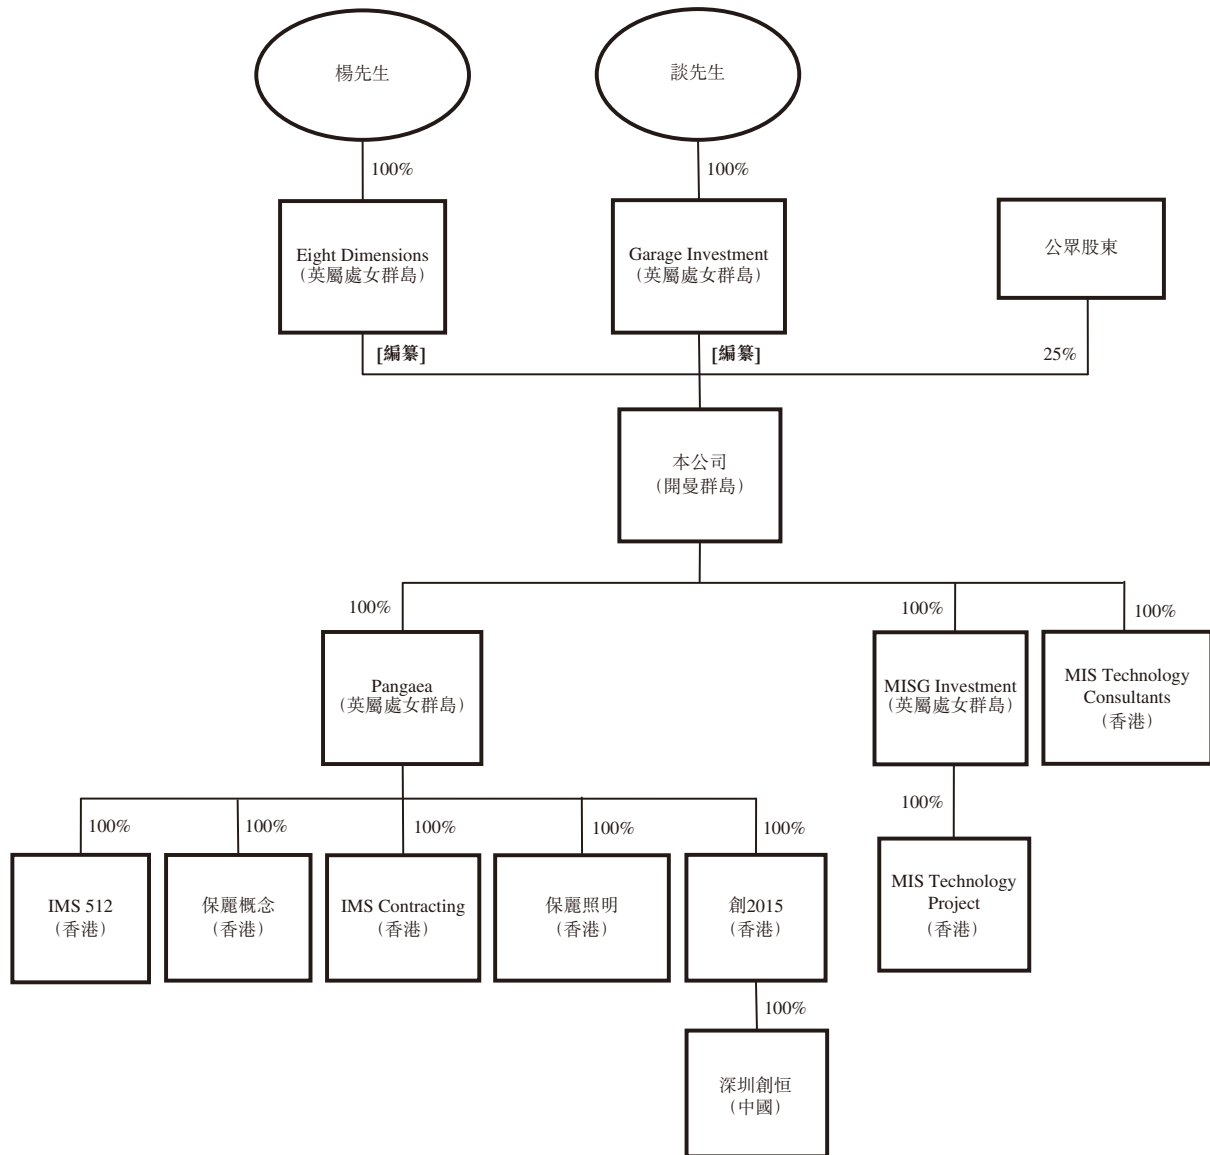 楊先生
談先生
100%
100%
Eight Dimensions
（英屬處女群島）
Garage Investment
（英屬處女群島）
公眾股東
[編纂]
[編纂]
25%
本公司
（開曼群島）
100%
100%
100%
Pangaea
（英屬處女群島）
MISG Investment
（英屬處女群島）
MIS Technology
Consultants
（香港）
100%
100%
100%
100%
100%
100%
IMS 512
（香港）
保麗概念
（香港）
IMS Contracting
（香港）
保麗照明
（香港）
創2015
（香港）
MIS Technology
Project
（香港）
100%
深圳創恒
（中國）